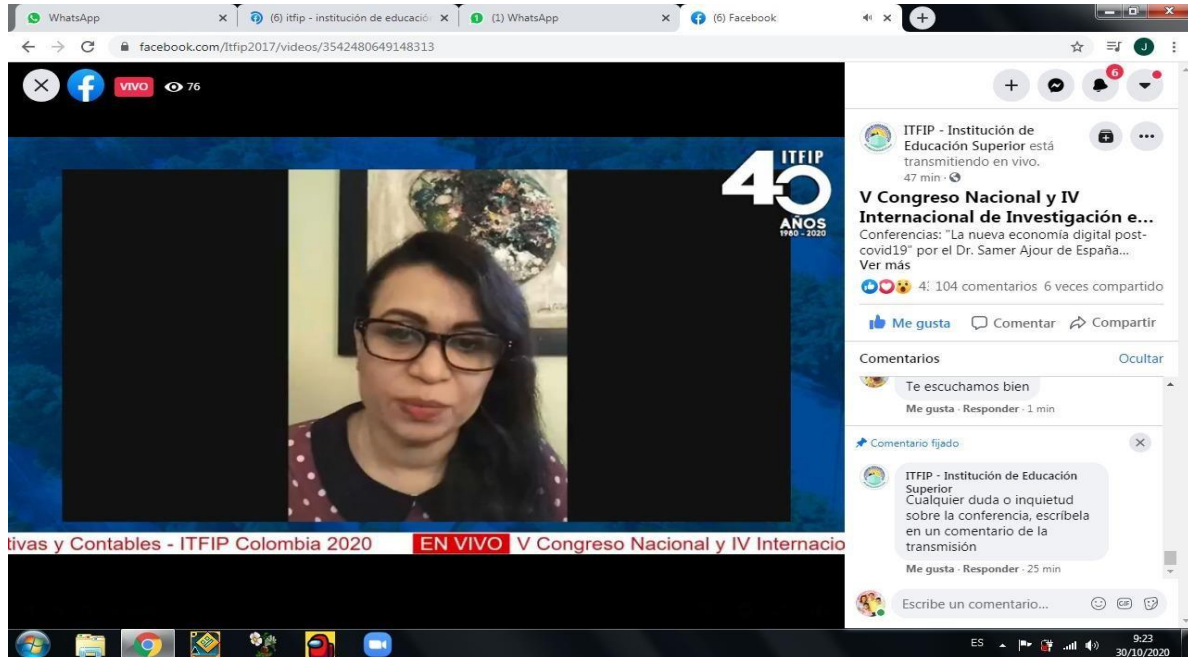 WhatsApp
(6) itfip - institución de educació
(1) WhatsApp
(6) Facebook
facebook.com/Itfip2017/videos/3542480649148313
J
VIVO 76
6
ITFIP
40
AÑOS
1980 - 2020
tivas y Contables - ITFIP Colombia 2020 EN VIVO V Congreso Nacional y IV Internacio
ITFIP - Institución de
Educación Superior está
transmitiendo en vivo.
47 min
V Congreso Nacional y IV
Internacional de Investigación e...
Conferencias: "La nueva economía digital post-
covid19" por el Dr. Samer Ajour de España...
Ver más
104 comentarios 6 veces compartido
Me gusta Comentar Compartir
Comentarios Ocultar
Te escuchamos bien
Me gusta · Responder · 1 min
Comentario fijado
ITFIP - Institución de Educación
Superior
Cualquier duda o inquietud
sobre la conferencia, escríbela
en un comentario de la
transmisión
Me gusta · Responder · 25 min
Escribe un comentario...
GIF
ES
9:23
30/10/2020